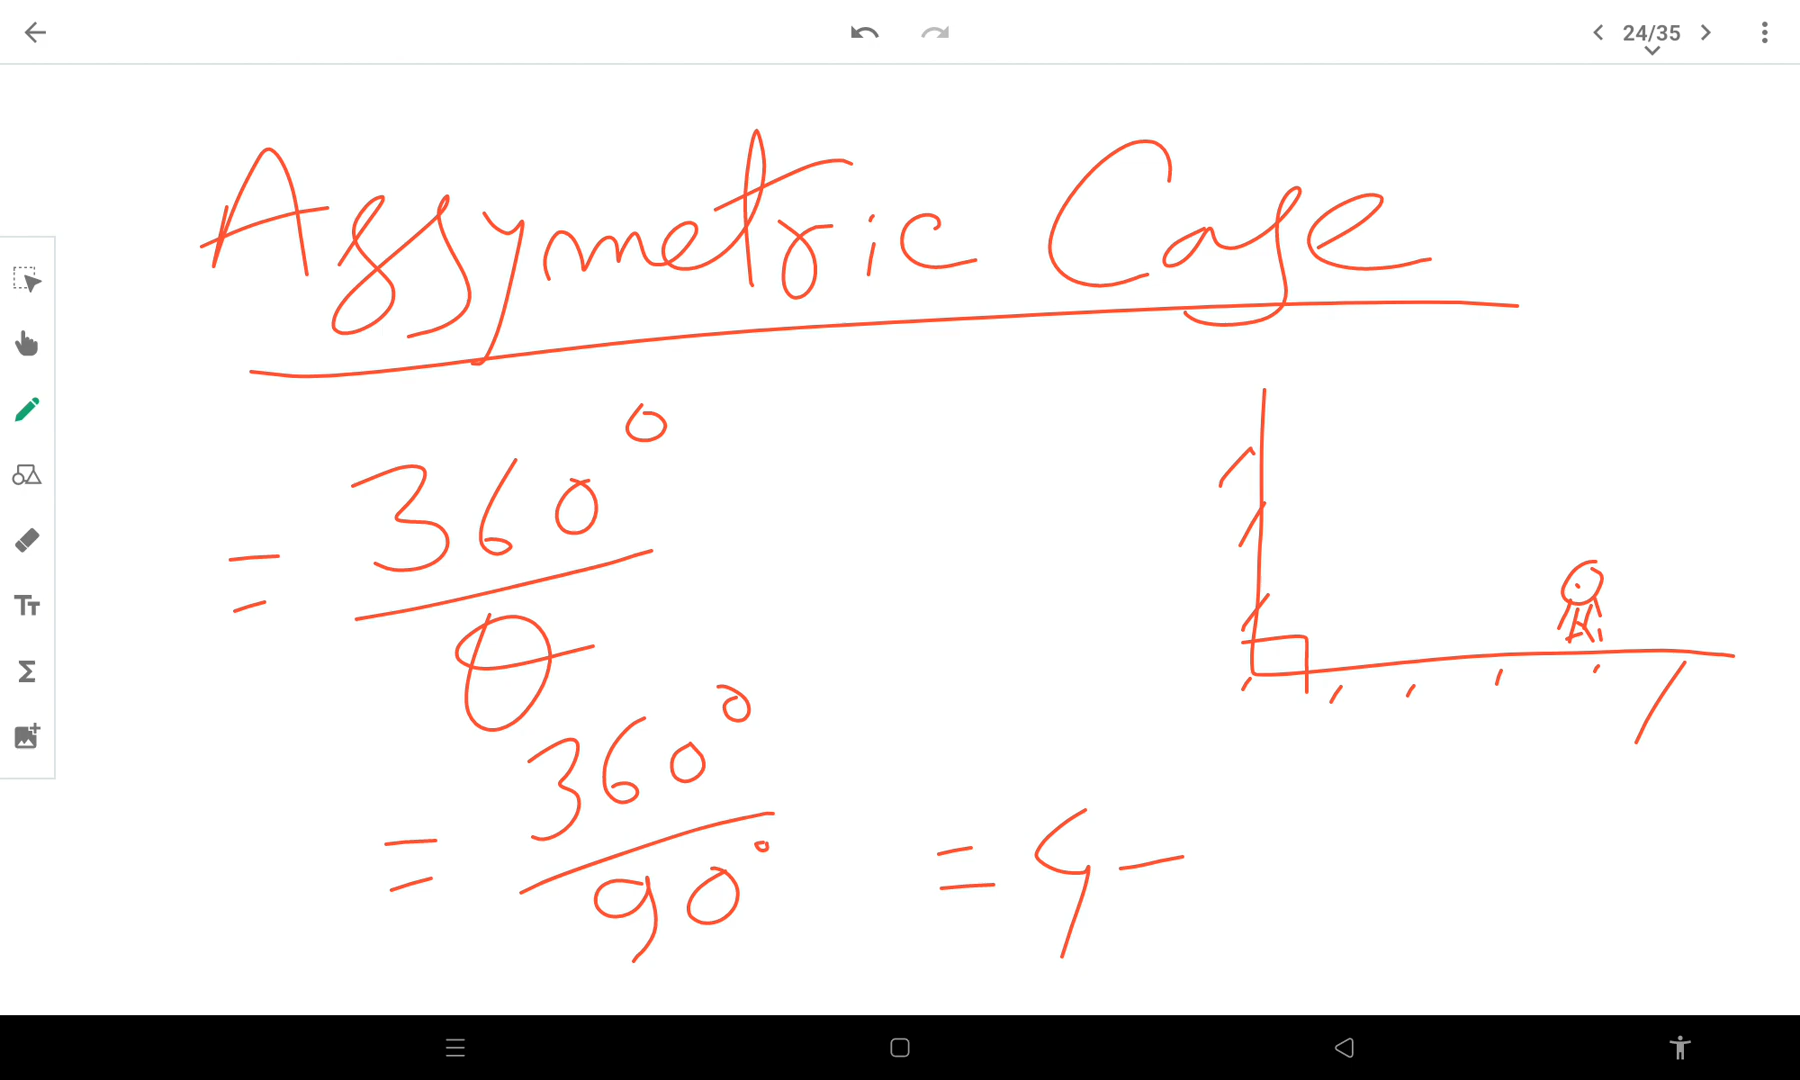 24/35
Assymetric Case
= 360° / θ
= 360° / 90° = 4 -